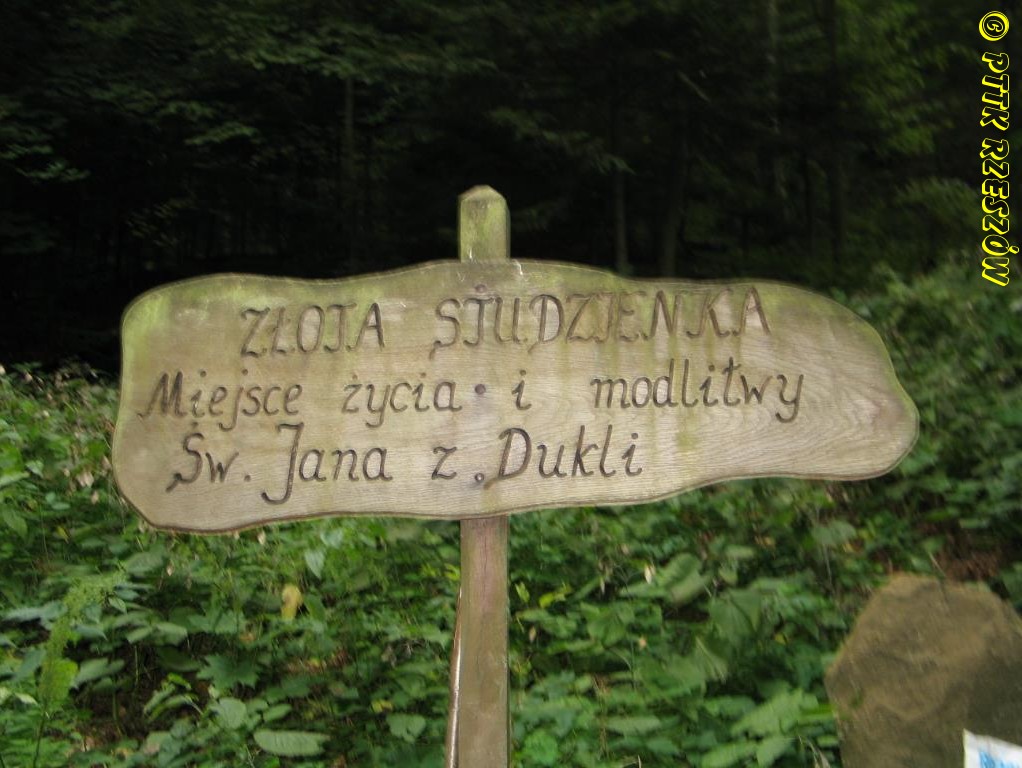 ZŁOTA STUDZIENKA
Miejsce życia i modlitwy
Św. Jana z Dukli
© PTTK RZESZÓW